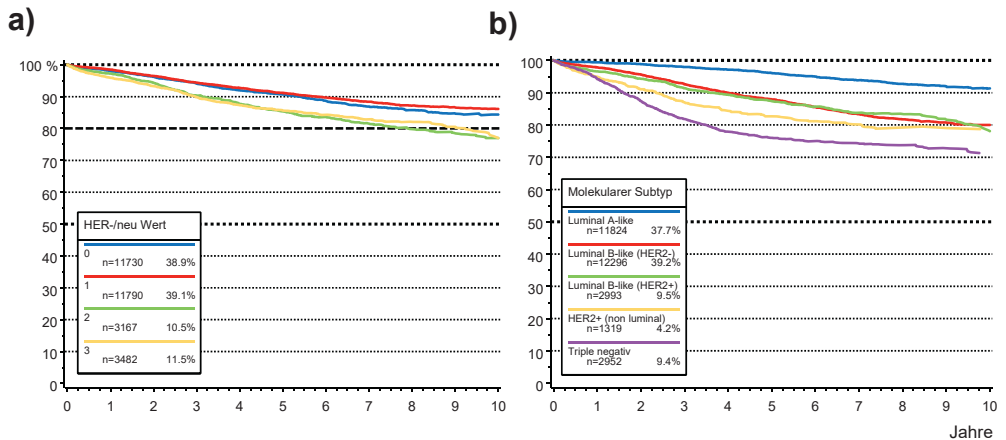 a)
100 %
90
80
70
60
50
40
30
20
10
0
0 1 2 3 4 5 6 7 8 9 10
HER-/neu Wert
0
n=11730 38.9%
1
n=11790 39.1%
2
n=3167 10.5%
3
n=3482 11.5%
b)
100
90
80
70
60
50
40
30
20
10
0
0 1 2 3 4 5 6 7 8 9 10
Jahre
Molekularer Subtyp
Luminal A-like
n=11824 37.7%
Luminal B-like (HER2-)
n=12296 39.2%
Luminal B-like (HER2+)
n=2993 9.5%
HER2+ (non luminal)
n=1319 4.2%
Triple negativ
n=2952 9.4%